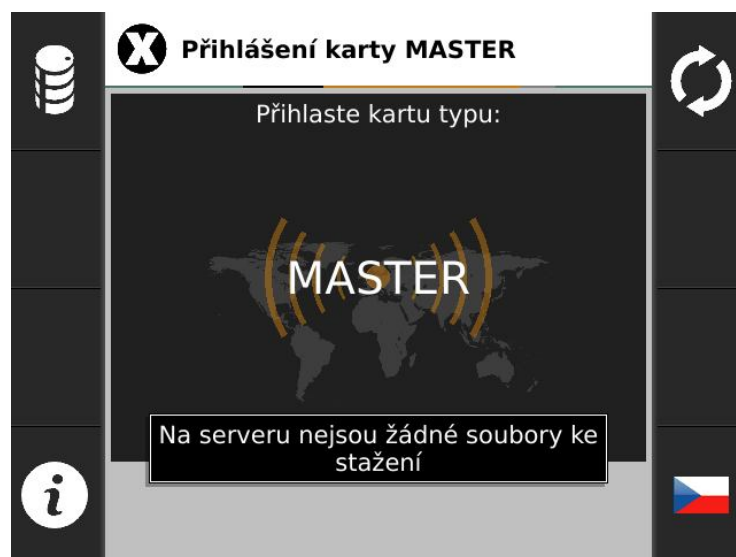 Přihlášení karty MASTER
Přihlaste kartu typu:
MASTER
Na serveru nejsou žádné soubory ke
stažení